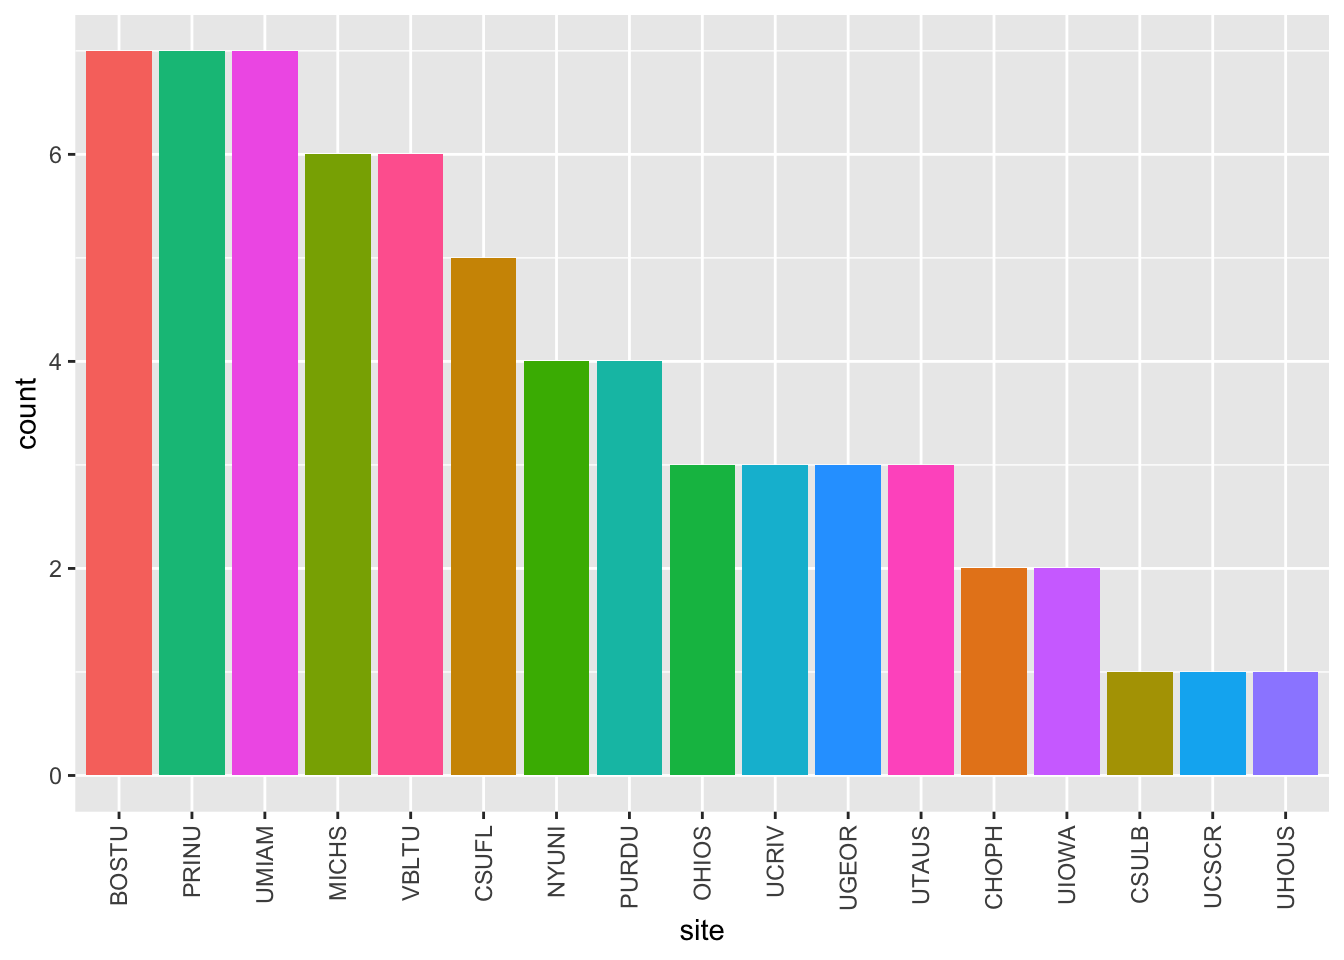 6
4
2
0
count
BOSTU
PRINU
UMIAM
MICHS
VBLTU
CSUFL
NYUNI
PURDU
OHIOS
UCRIV
UGEOR
UTAUS
CHOPH
UIOWA
CSULB
UCSCR
UHOUS
site